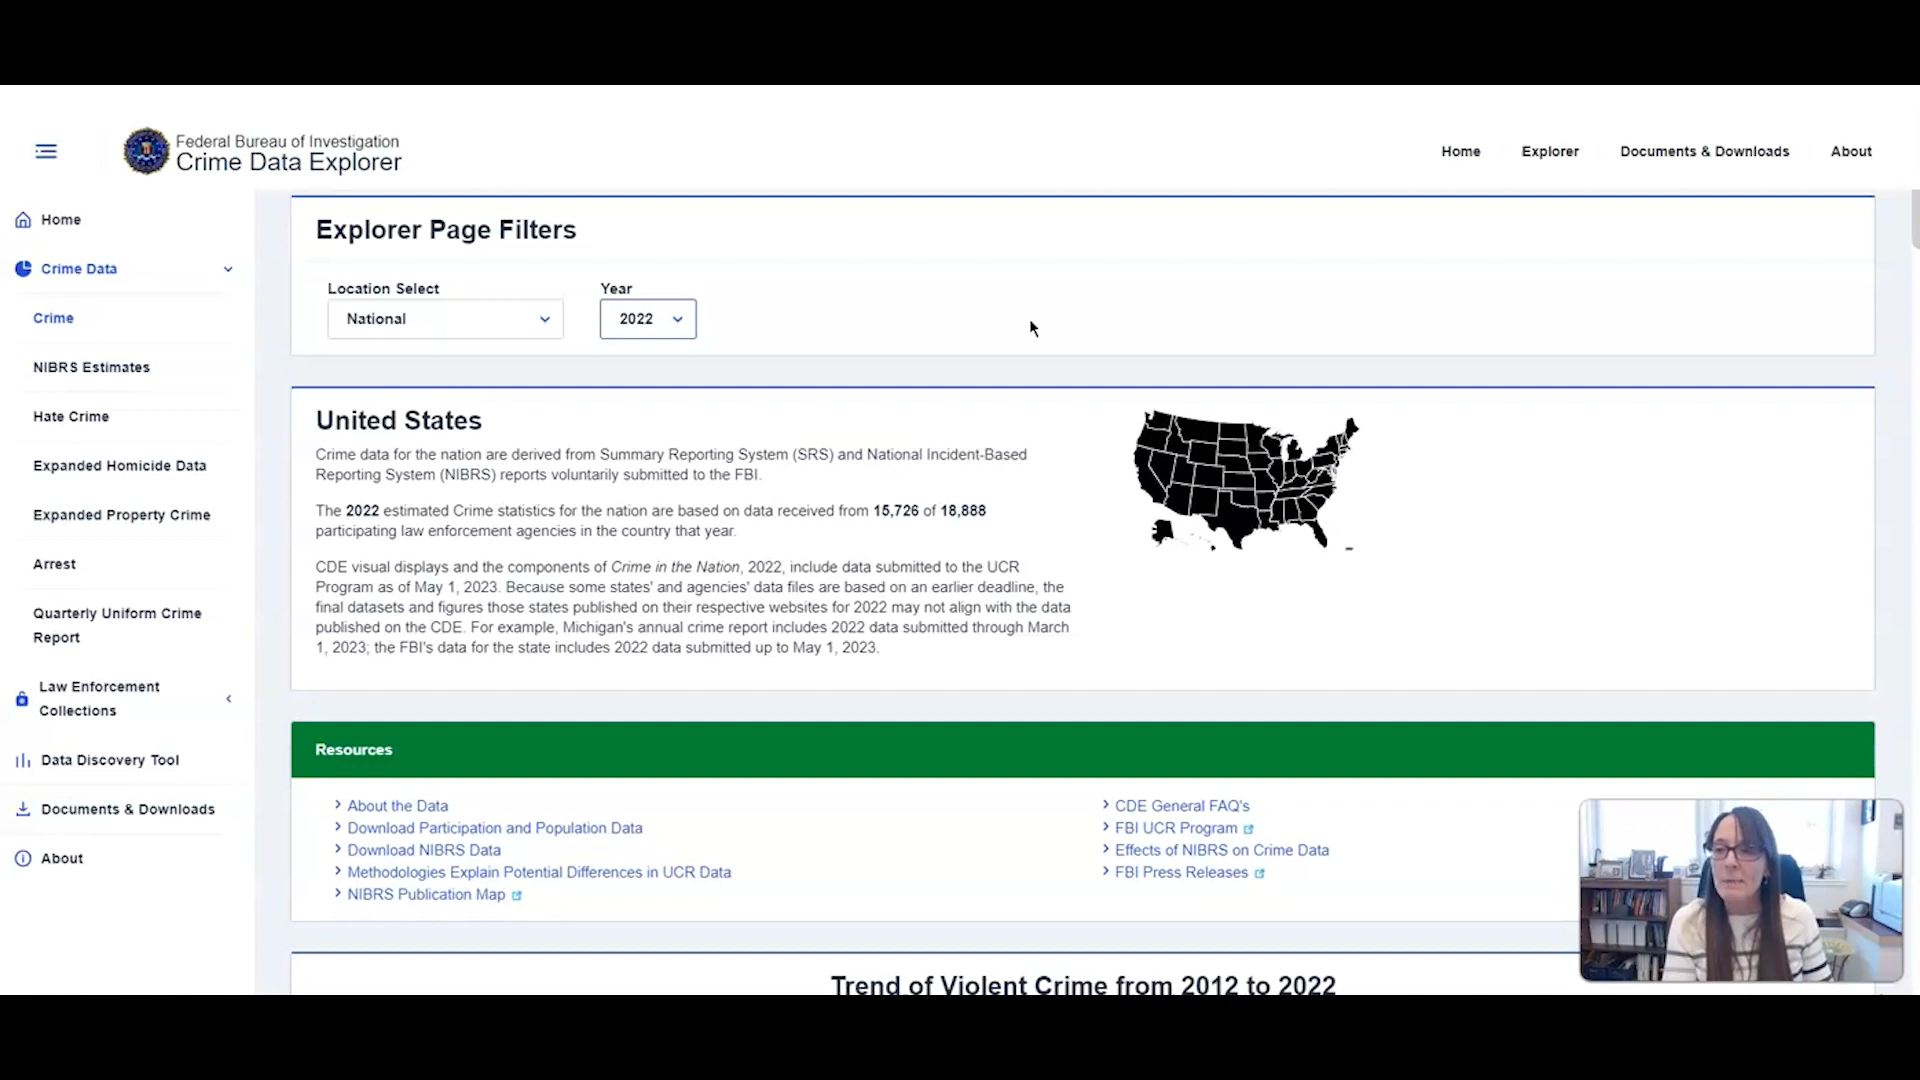 Federal Bureau of Investigation
Crime Data Explorer
Home
Explorer
Documents & Downloads
About
Home
Crime Data
Crime
NIBRS Estimates
Hate Crime
Expanded Homicide Data
Expanded Property Crime
Arrest
Quarterly Uniform Crime
Report
Law Enforcement
Collections
Data Discovery Tool
Documents & Downloads
About
Explorer Page Filters
Location Select
National
Year
2022
United States
Crime data for the nation are derived from Summary Reporting System (SRS) and National Incident-Based
Reporting System (NIBRS) reports voluntarily submitted to the FBI.
The 2022 estimated Crime statistics for the nation are based on data received from 15,726 of 18,888
participating law enforcement agencies in the country that year.
CDE visual displays and the components of Crime in the Nation, 2022, include data submitted to the UCR
Program as of May 1, 2023. Because some states' and agencies' data files are based on an earlier deadline, the
final datasets and figures those states published on their respective websites for 2022 may not align with the data
published on the CDE. For example, Michigan's annual crime report includes 2022 data submitted through March
1, 2023; the FBI's data for the state includes 2022 data submitted up to May 1, 2023.
Resources
About the Data
Download Participation and Population Data
Download NIBRS Data
Methodologies Explain Potential Differences in UCR Data
NIBRS Publication Map
CDE General FAQ's
FBI UCR Program
Effects of NIBRS on Crime Data
FBI Press Releases
Trend of Violent Crime from 2012 to 2022